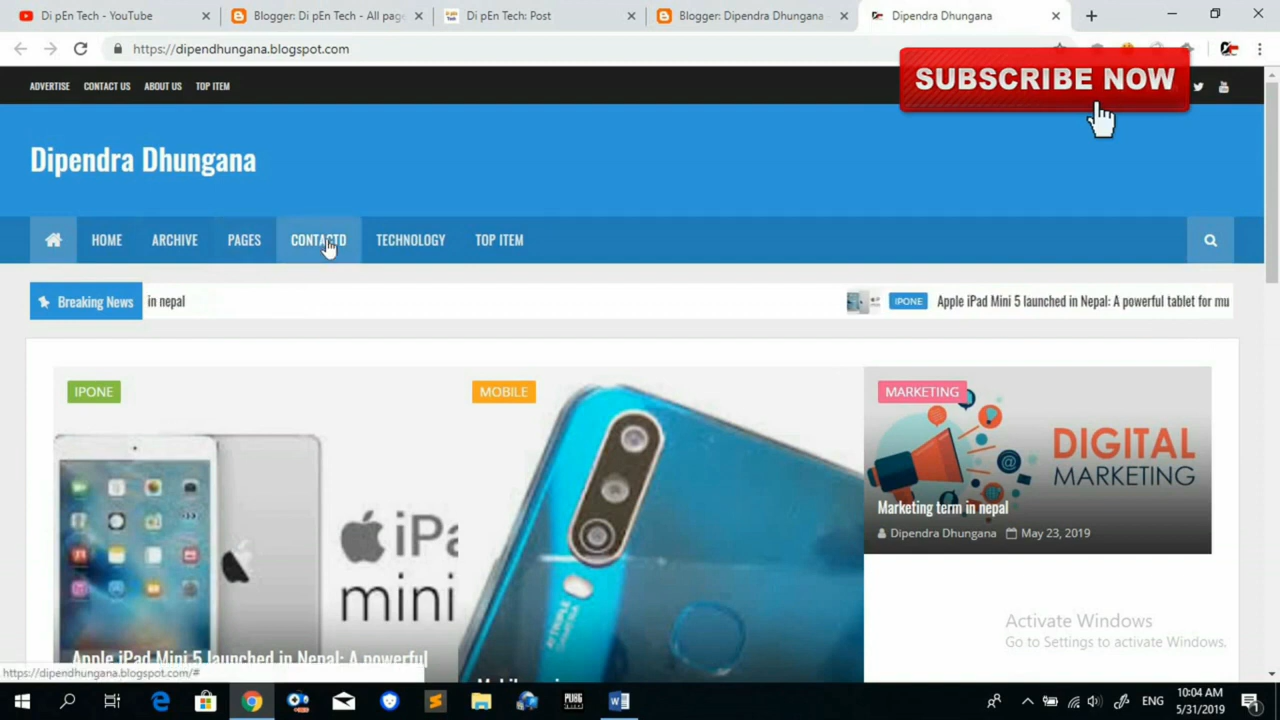 Di pEn Tech - YouTube
Blogger: Di pEn Tech - All page
Di pEn Tech: Post
Blogger: Dipendra Dhungana
Dipendra Dhungana
https://dipendhungana.blogspot.com
SUBSCRIBE NOW
ADVERTISE CONTACT US ABOUT US TOP ITEM
Dipendra Dhungana
HOME ARCHIVE PAGES CONTACTO TECHNOLOGY TOP ITEM
Breaking News in nepal IPONE Apple iPad Mini 5 launched in Nepal: A powerful tablet for mu
IPONE
MOBILE
MARKETING
DIGITAL
MARKETING
Marketing term in nepal
Dipendra Dhungana May 23, 2019
iPa
mini
Apple iPad Mini 5 launched in Nepal: A powerful
Activate Windows
Go to Settings to activate Windows.
https://dipendhungana.blogspot.com/#
PUBG
ENG
10:04 AM
5/31/2019
1